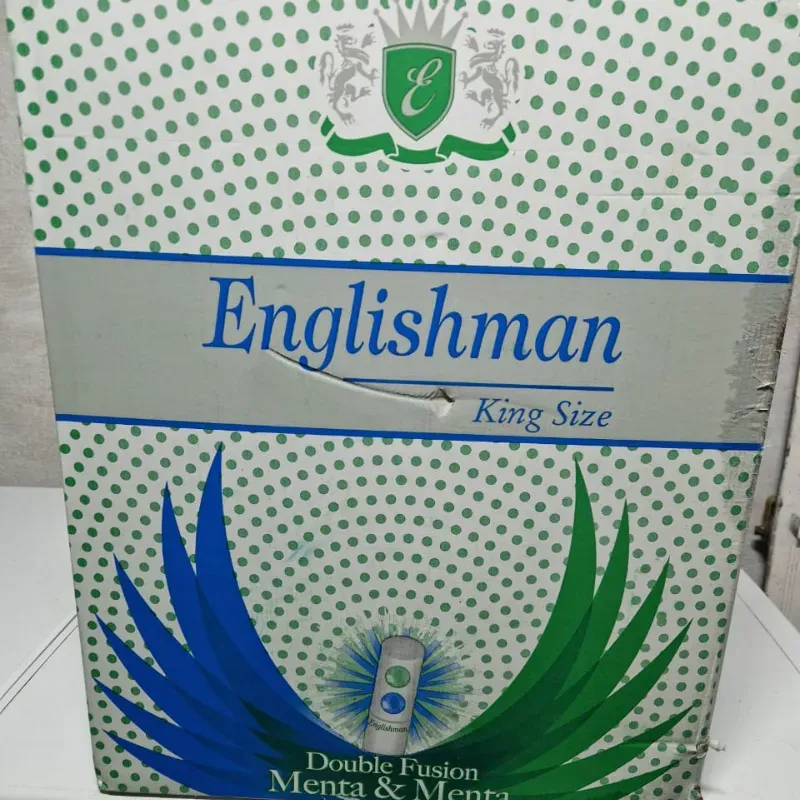 E
Englishman
King Size
Englishman
Double Fusion
Menta & Menta